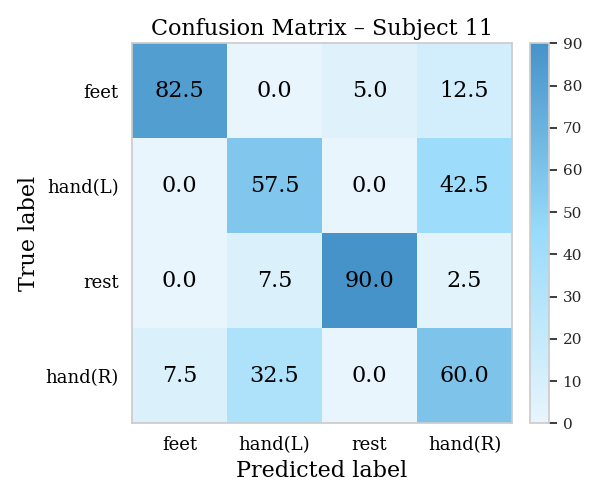 Confusion Matrix – Subject 11
feet 82.5 0.0 5.0 12.5
hand(L) 0.0 57.5 0.0 42.5
rest 0.0 7.5 90.0 2.5
hand(R) 7.5 32.5 0.0 60.0
feet hand(L) rest hand(R)
Predicted label
True label
90
80
70
60
50
40
30
20
10
0